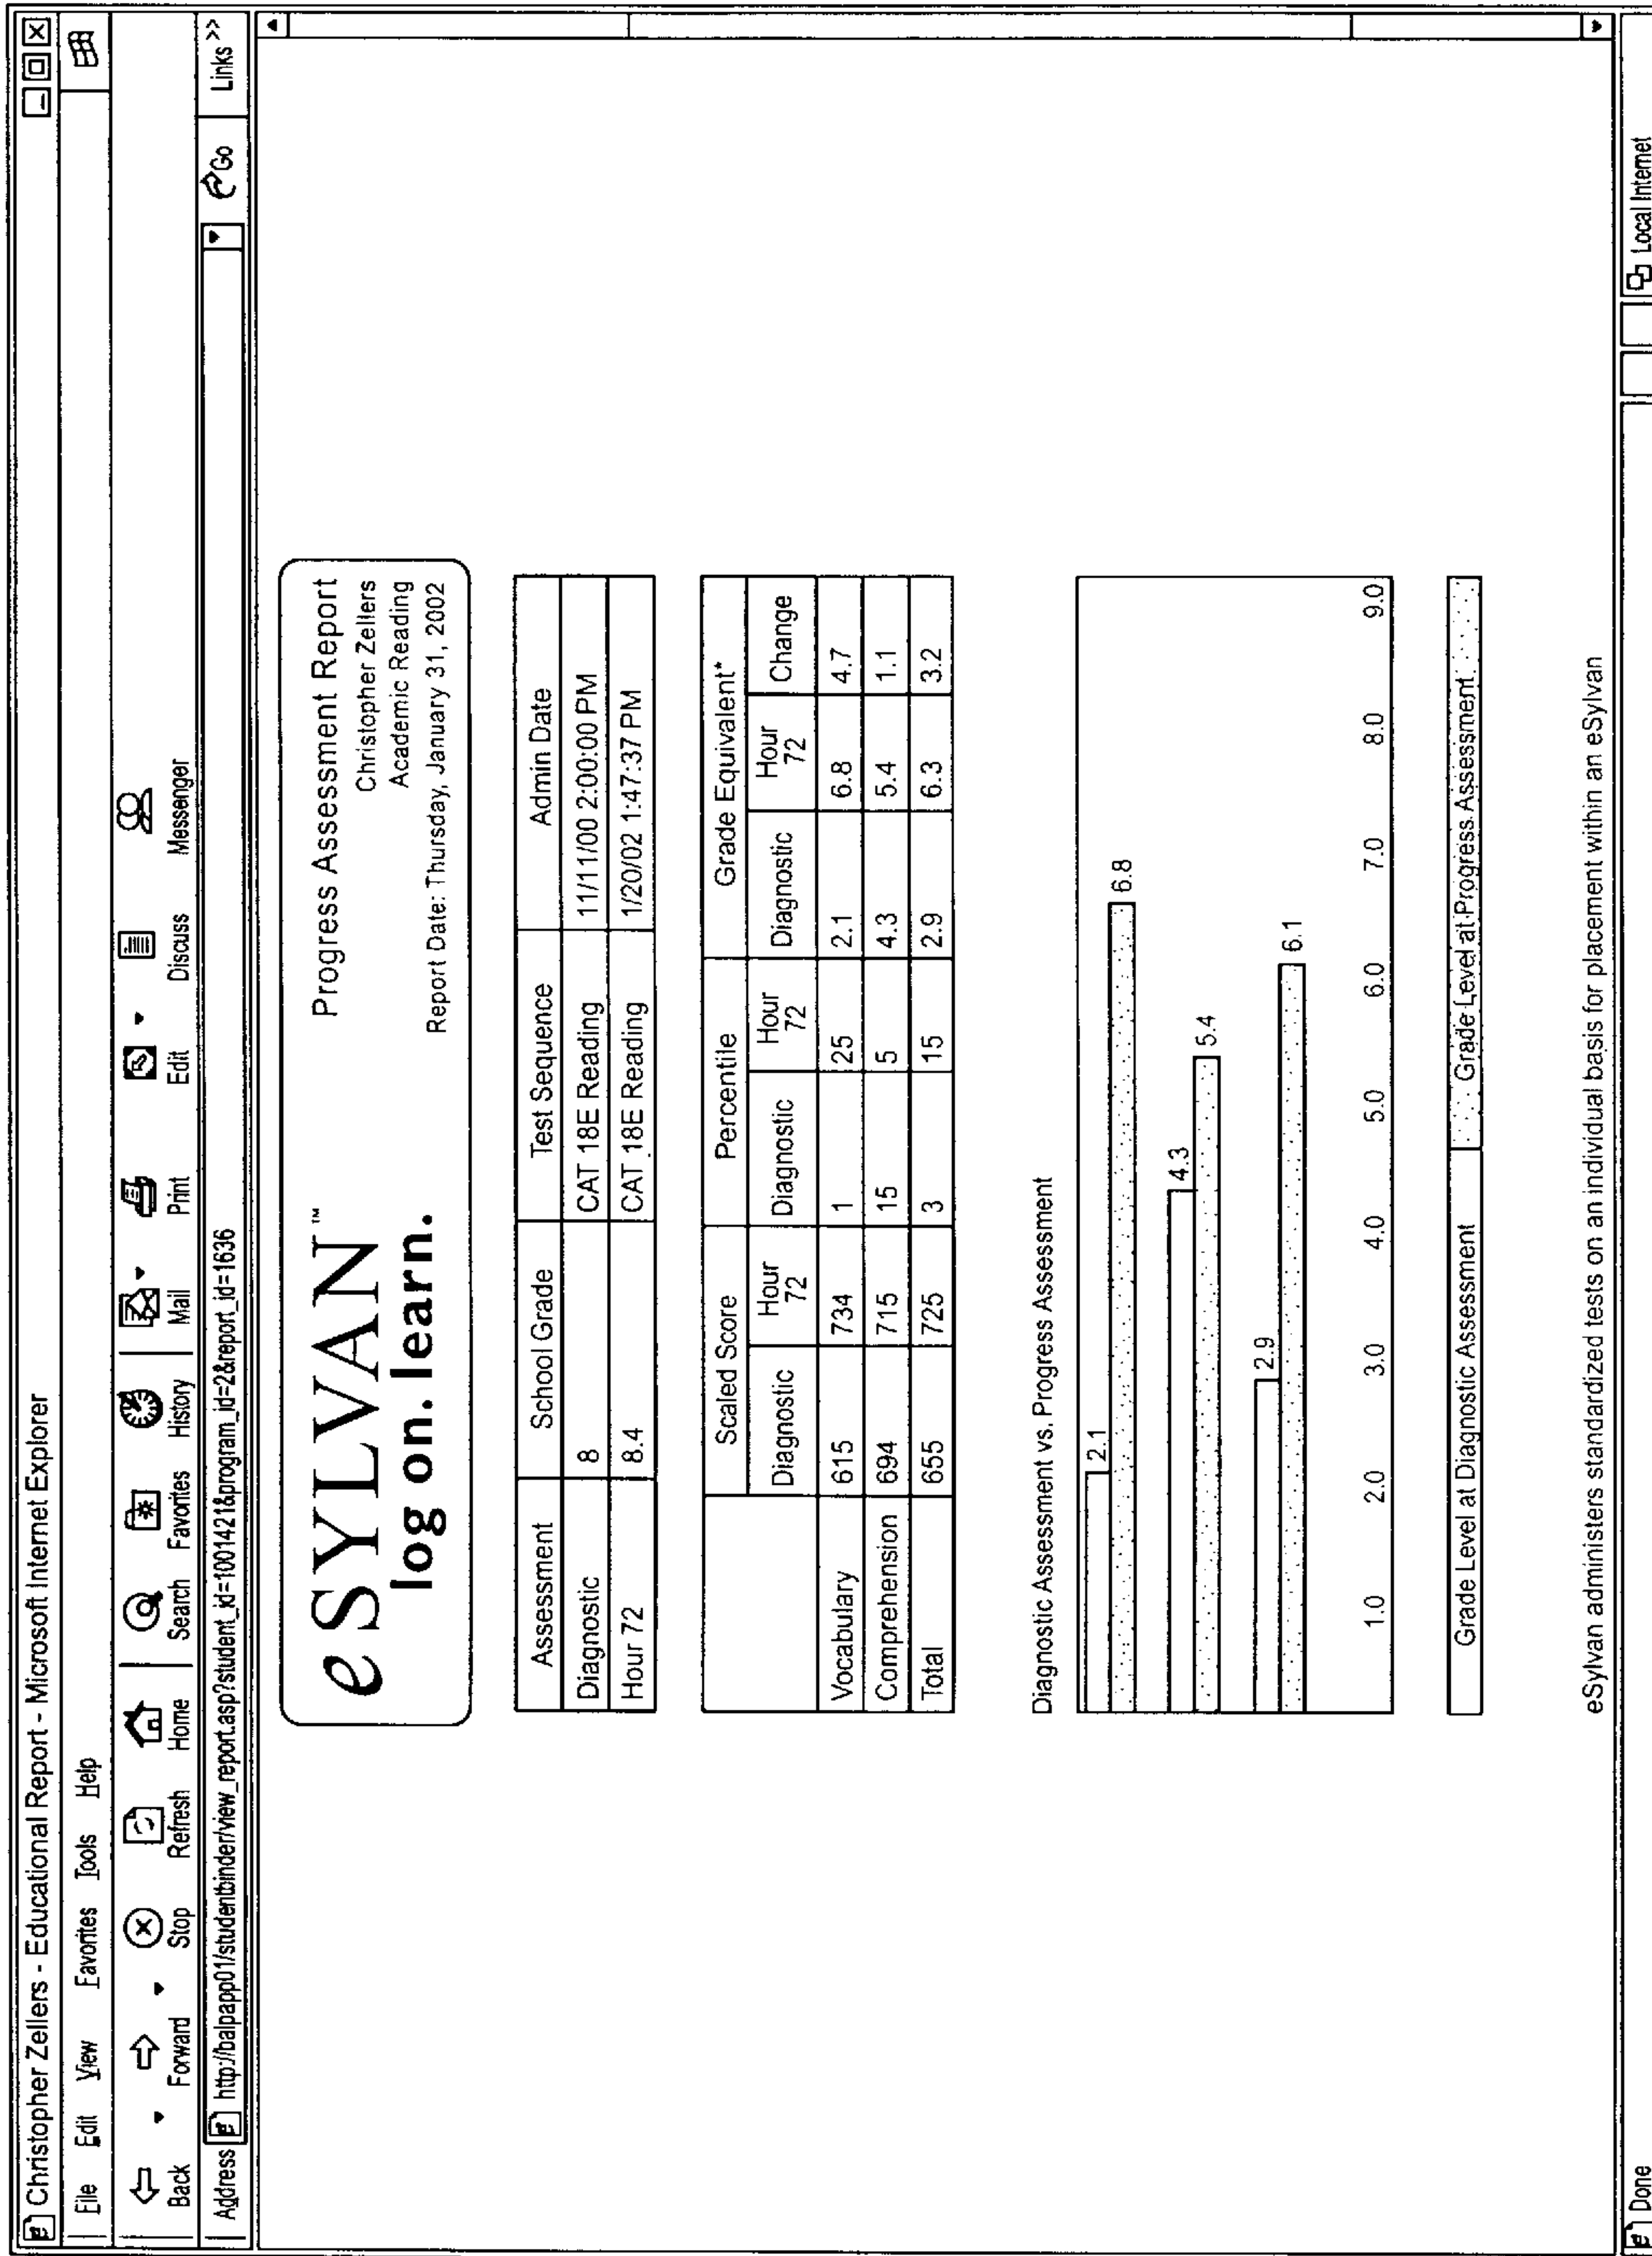 Christopher Zellers - Educational Report - Microsoft Internet Explorer
File Edit View Favorites Tools Help
Back Forward Stop Refresh Home Search Favorites History Mail Print Edit Discuss Messenger
Address http://balpapp01/studentbinder/view_report.asp?student_id=1001421&program_id=2&report_id=1636 Go Links >>
eSYLVAN™ Progress Assessment Report
log on. learn. Christopher Zellers
Academic Reading
Report Date: Thursday, January 31, 2002
Assessment School Grade Test Sequence Admin Date
Diagnostic 8 CAT 18E Reading 11/11/00 2:00:00 PM
Hour 72 8.4 CAT 18E Reading 1/20/02 1:47:37 PM
Scaled Score Percentile Grade Equivalent*
Diagnostic Hour 72 Diagnostic Hour 72 Diagnostic Hour 72 Change
Vocabulary 615 734 1 25 2.1 6.8 4.7
Comprehension 694 715 15 5 4.3 5.4 1.1
Total 655 725 3 15 2.9 6.3 3.2
Diagnostic Assessment vs. Progress Assessment
2.1
6.8
4.3
5.4
2.9
6.1
1.0 2.0 3.0 4.0 5.0 6.0 7.0 8.0 9.0
Grade Level at Diagnostic Assessment Grade Level at Progress Assessment
eSylvan administers standardized tests on an individual basis for placement within an eSylvan
Done Local Internet